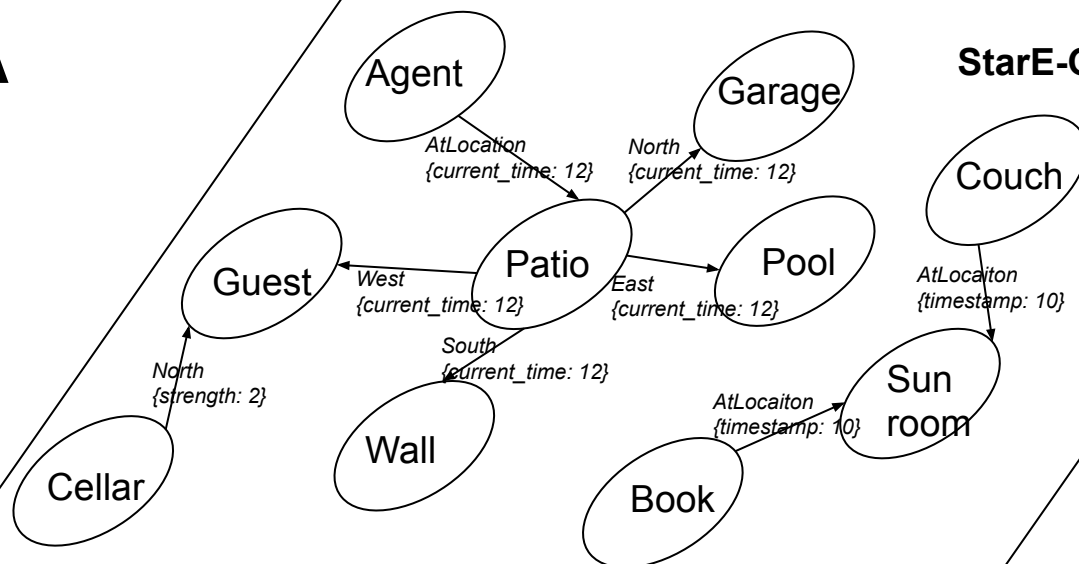 A
StarE-
Agent
Garage
AtLocation
{current_time: 12}
North
{current_time: 12}
Couch
Guest
Patio
Pool
West
{current_time: 12}
East
{current_time: 12}
AtLocaiton
{timestamp: 10}
South
{current_time: 12}
North
{strength: 2}
Sun
room
AtLocaiton
{timestamp: 10}
Wall
Cellar
Book